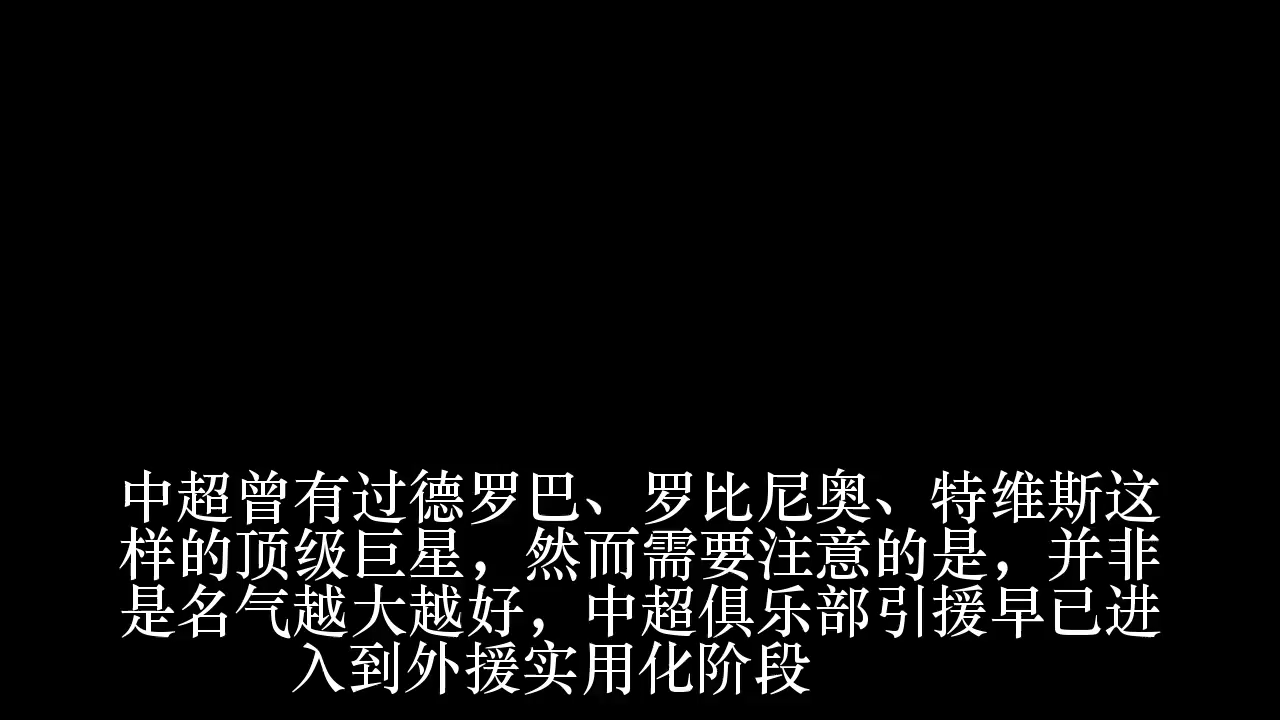 中超曾有过德罗巴、罗比尼奥、特维斯这
样的顶级巨星，然而需要注意的是，并非
是名气越大越好，中超俱乐部引援早已进
入到外援实用化阶段